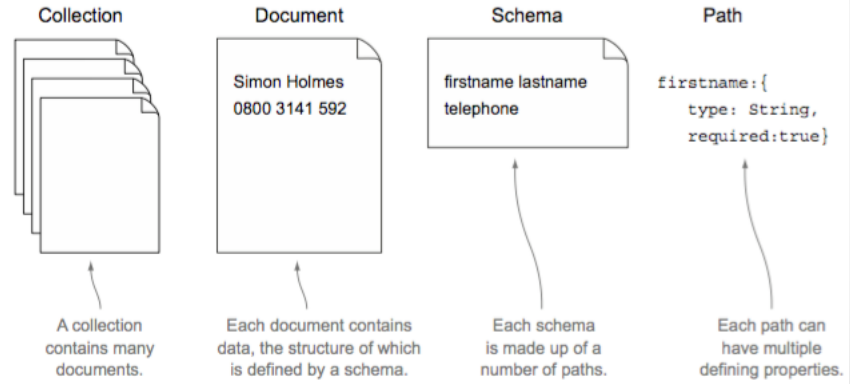 Collection
Document
Schema
Path
Simon Holmes
0800 3141 592
firstname lastname
telephone
firstname:{
type: String,
required:true}
A collection
contains many
documents.
Each document contains
data, the structure of which
is defined by a schema.
Each schema
is made up of a
number of paths.
Each path can
have multiple
defining properties.